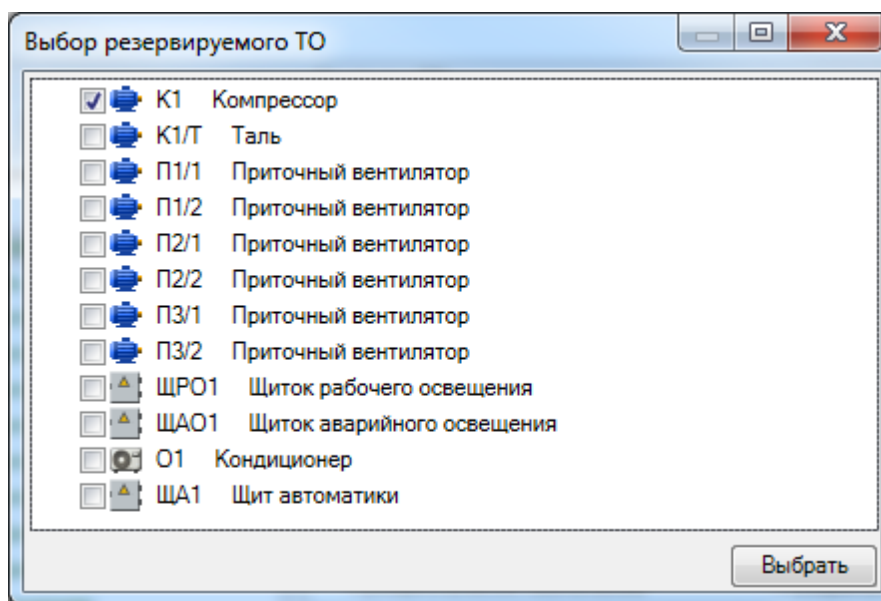 Выбор резервируемого ТО
К1 Компрессор
К1/Т Таль
П1/1 Приточный вентилятор
П1/2 Приточный вентилятор
П2/1 Приточный вентилятор
П2/2 Приточный вентилятор
П3/1 Приточный вентилятор
П3/2 Приточный вентилятор
ЩРО1 Щиток рабочего освещения
ЩАО1 Щиток аварийного освещения
О1 Кондиционер
ЩА1 Щит автоматики
Выбрать